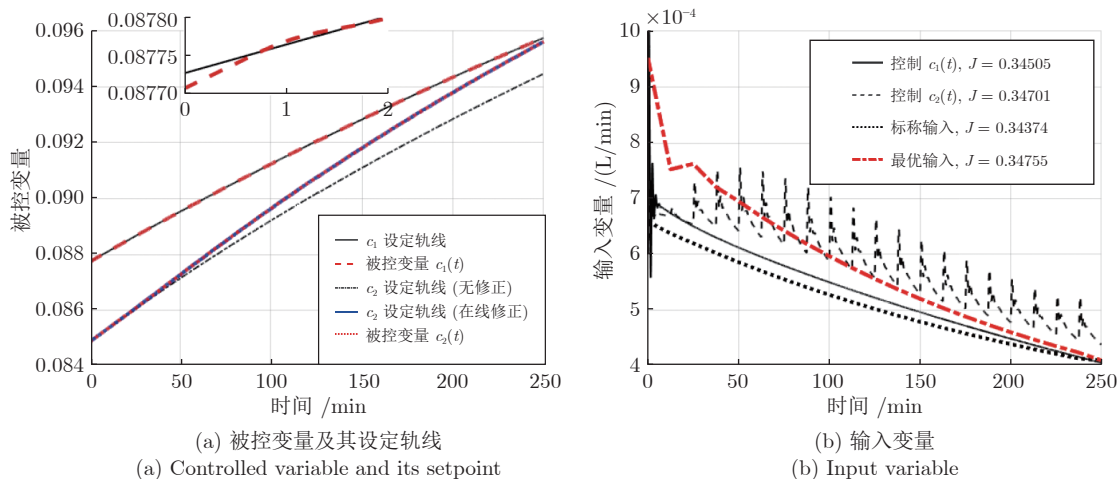 0.096
0.094
0.092
0.090
0.088
0.086
0.084
被控变量
0.08780
0.08775
0.08770
0 1 2
c₁ 设定轨线
被控变量 c₁(t)
c₂ 设定轨线 (无修正)
c₂ 设定轨线 (在线修正)
被控变量 c₂(t)
0 50 100 150 200 250
时间 /min
(a) 被控变量及其设定轨线
(a) Controlled variable and its setpoint
×10⁻⁴
10
9
8
7
6
5
4
输入变量 /(L/min)
控制 c₁(t), J = 0.34505
控制 c₂(t), J = 0.34701
标称输入, J = 0.34374
最优输入, J = 0.34755
0 50 100 150 200 250
时间 /min
(b) 输入变量
(b) Input variable